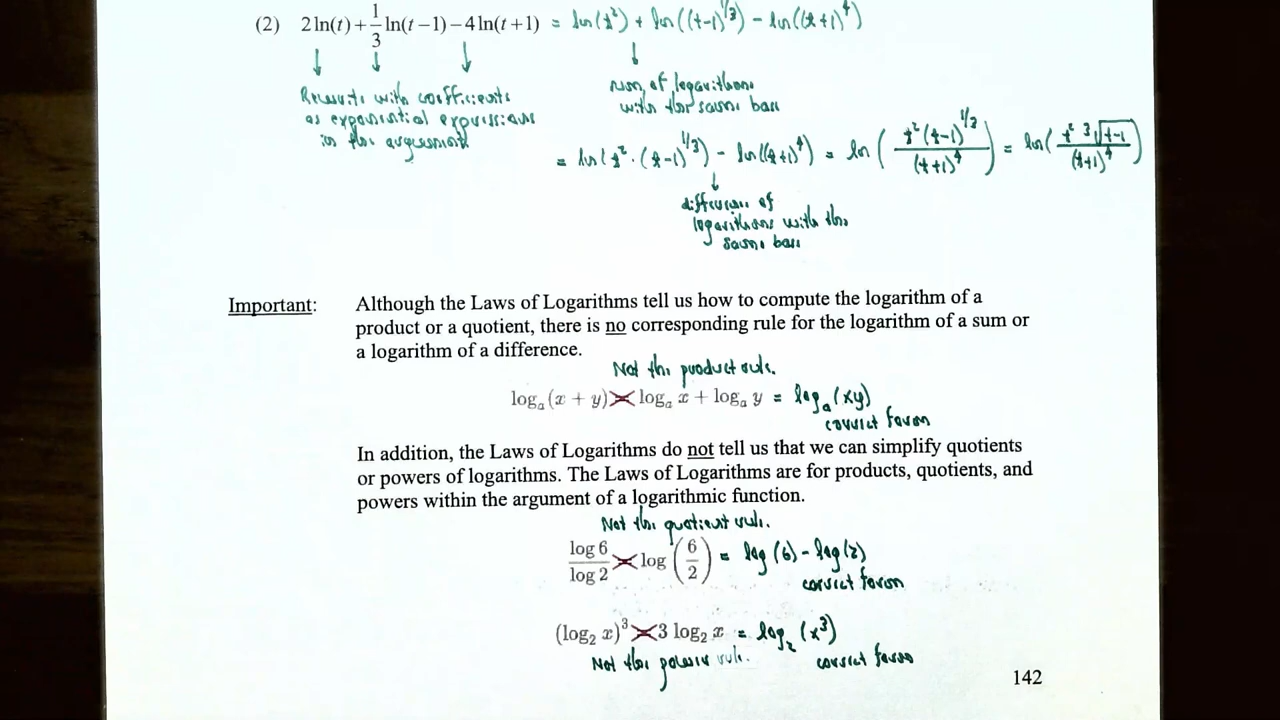 (2) 2 ln(t) + 1/3 ln(t − 1) − 4 ln(t + 1) = ln(t²) + ln((t−1)^{1/3}) − ln((t+1)^4)
↓ ↓ ↓ ↓
Rewrite with coefficients
as exponential expressions
in the argument
sum of logarithms
with the same base
= ln(t² · (t−1)^{1/3}) − ln((t+1)^4) = ln( t²(t−1)^{1/3} / (t+1)^4 ) = ln( t² ∛(t−1) / (t+1)^4 )
↓
difference of
logarithms with the
same base
Important: Although the Laws of Logarithms tell us how to compute the logarithm of a
product or a quotient, there is no corresponding rule for the logarithm of a sum or
a logarithm of a difference.
Not the product rule.
log_a (x + y) = log_a x + log_a y = log_a (xy)
correct form
In addition, the Laws of Logarithms do not tell us that we can simplify quotients
or powers of logarithms. The Laws of Logarithms are for products, quotients, and
powers within the argument of a logarithmic function.
Not the quotient rule.
log 6 / log 2 = log (6/2) = log(6) − log(2)
correct form
(log₂ x)³ = 3 log₂ x = log₂ (x³)
Not the power rule. correct form
142